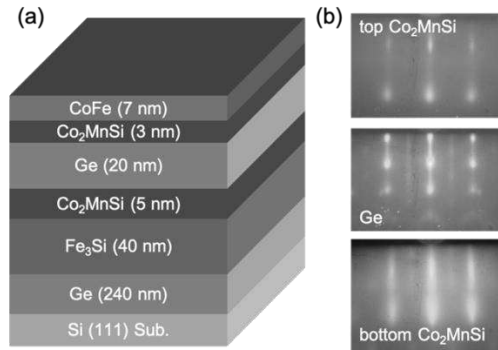 (a)
CoFe (7 nm)
Co₂MnSi (3 nm)
Ge (20 nm)
Co₂MnSi (5 nm)
Fe₃Si (40 nm)
Ge (240 nm)
Si (111) Sub.
(b)
top Co₂MnSi
Ge
bottom Co₂MnSi